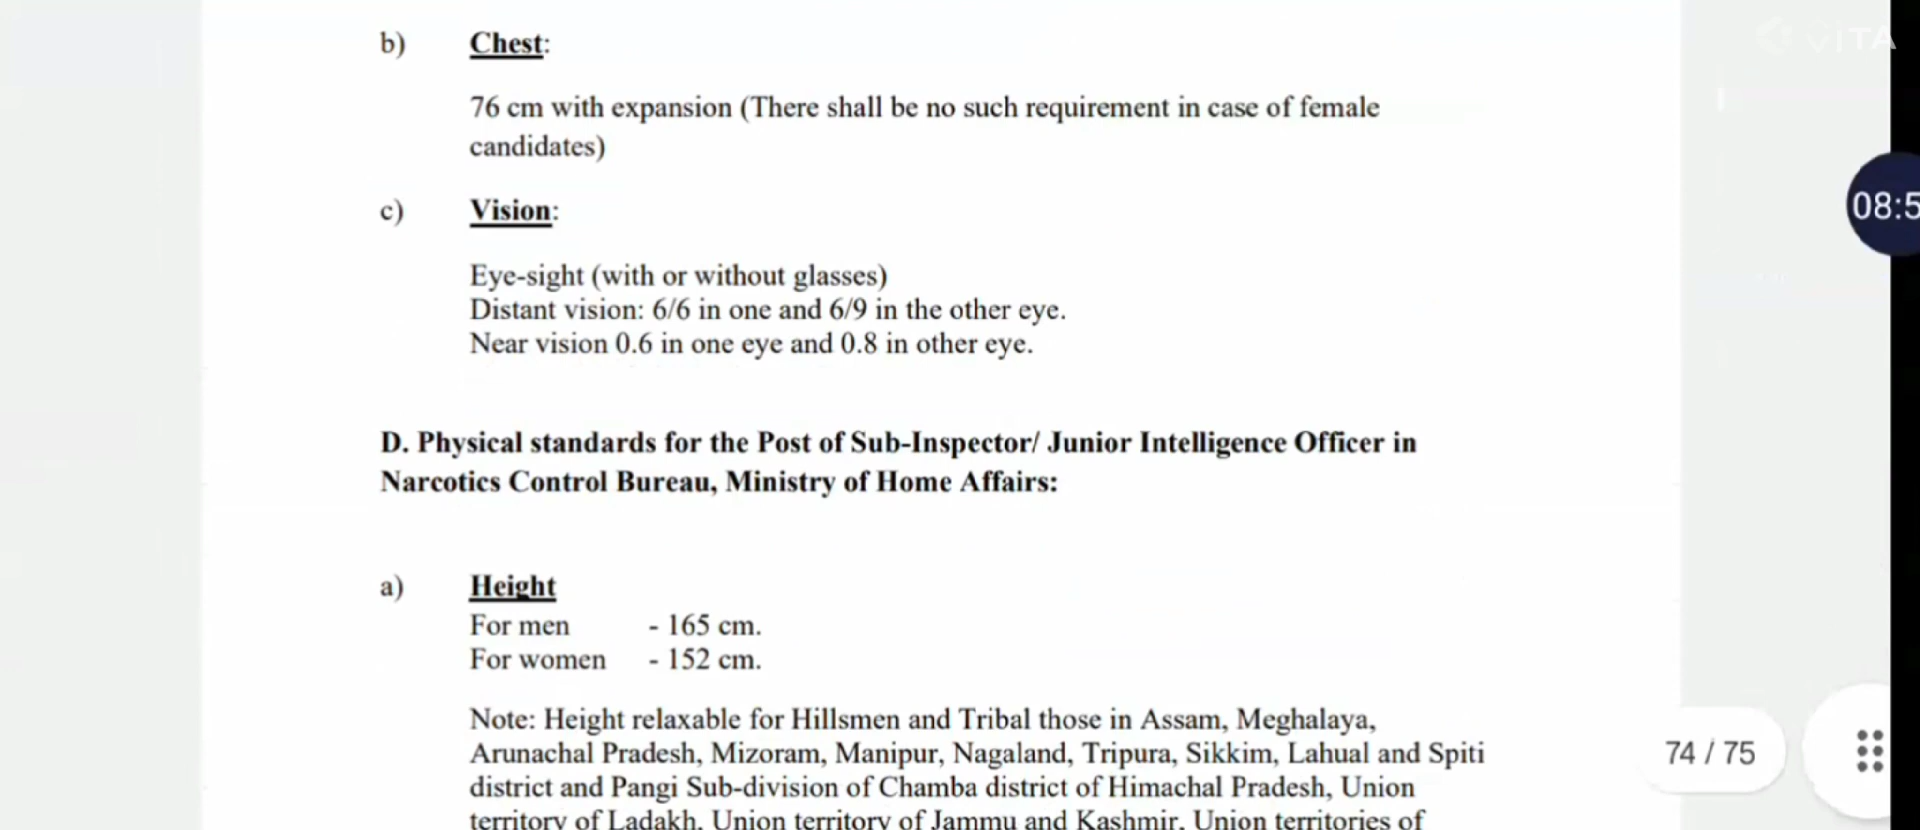 b) Chest:
76 cm with expansion (There shall be no such requirement in case of female
candidates)
c) Vision:
Eye-sight (with or without glasses)
Distant vision: 6/6 in one and 6/9 in the other eye.
Near vision 0.6 in one eye and 0.8 in other eye.
D. Physical standards for the Post of Sub-Inspector/ Junior Intelligence Officer in
Narcotics Control Bureau, Ministry of Home Affairs:
a) Height
For men - 165 cm.
For women - 152 cm.
Note: Height relaxable for Hillsmen and Tribal those in Assam, Meghalaya,
Arunachal Pradesh, Mizoram, Manipur, Nagaland, Tripura, Sikkim, Lahual and Spiti
district and Pangi Sub-division of Chamba district of Himachal Pradesh, Union
territory of Ladakh, Union territory of Jammu and Kashmir, Union territories of
74 / 75
08:5
VITA